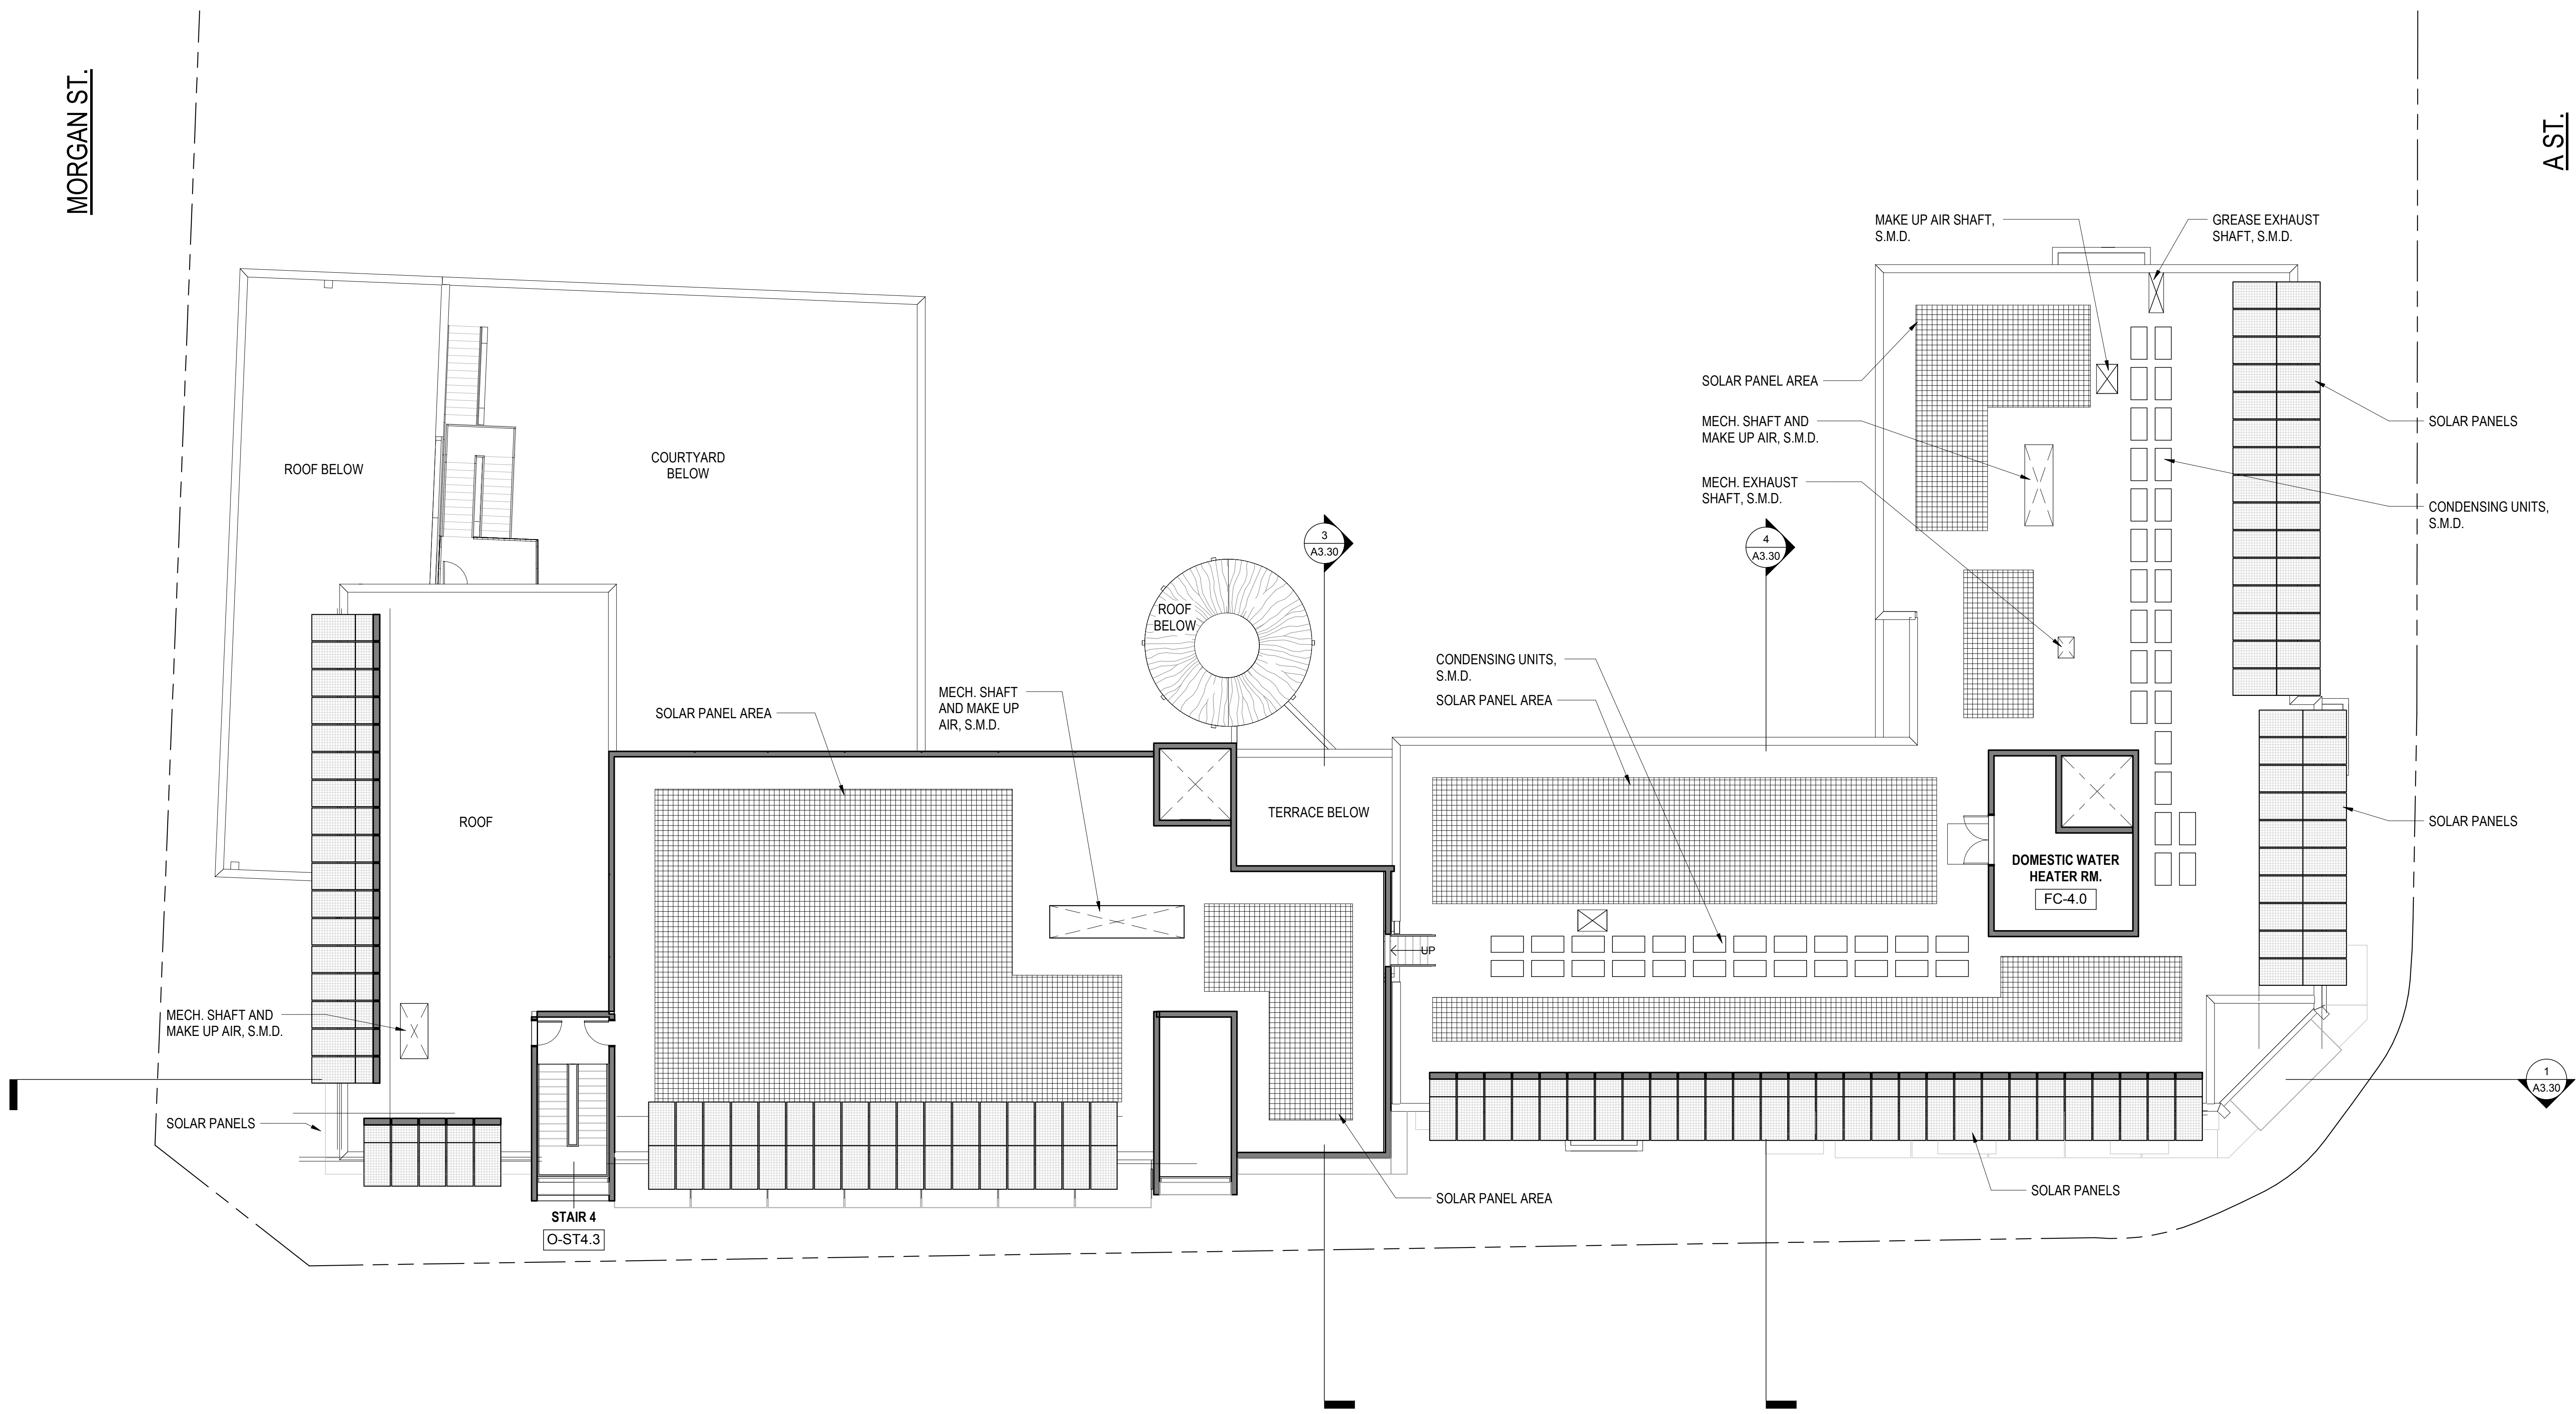 MORGAN ST.
A ST.
MAKE UP AIR SHAFT,
S.M.D.
GREASE EXHAUST
SHAFT, S.M.D.
SOLAR PANEL AREA
MECH. SHAFT AND
MAKE UP AIR, S.M.D.
MECH. EXHAUST
SHAFT, S.M.D.
SOLAR PANELS
CONDENSING UNITS,
S.M.D.
ROOF BELOW
COURTYARD
BELOW
3
A3.30
4
A3.30
ROOF
BELOW
CONDENSING UNITS,
S.M.D.
SOLAR PANEL AREA
MECH. SHAFT
AND MAKE UP
AIR, S.M.D.
SOLAR PANEL AREA
ROOF
TERRACE BELOW
SOLAR PANELS
DOMESTIC WATER
HEATER RM.
FC-4.0
UP
MECH. SHAFT AND
MAKE UP AIR, S.M.D.
1
A3.30
SOLAR PANELS
SOLAR PANEL AREA
SOLAR PANELS
STAIR 4
O-ST4.3